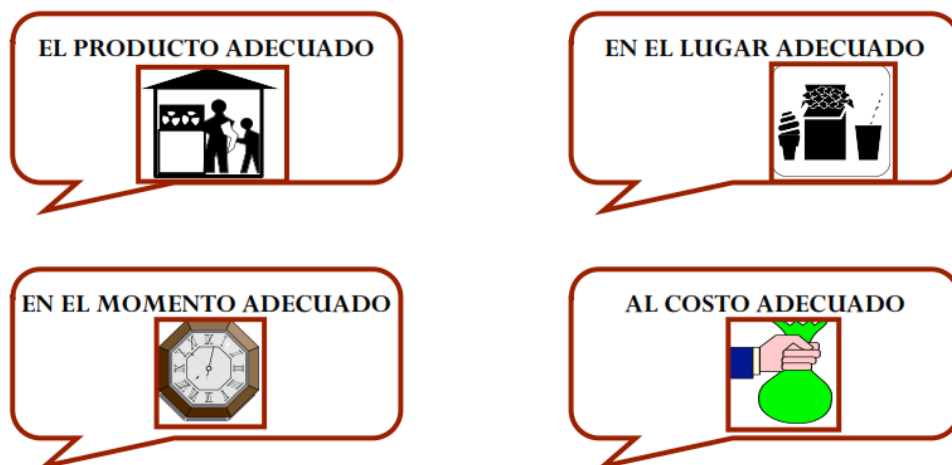 EL PRODUCTO ADECUADO
EN EL LUGAR ADECUADO
EN EL MOMENTO ADECUADO
AL COSTO ADECUADO